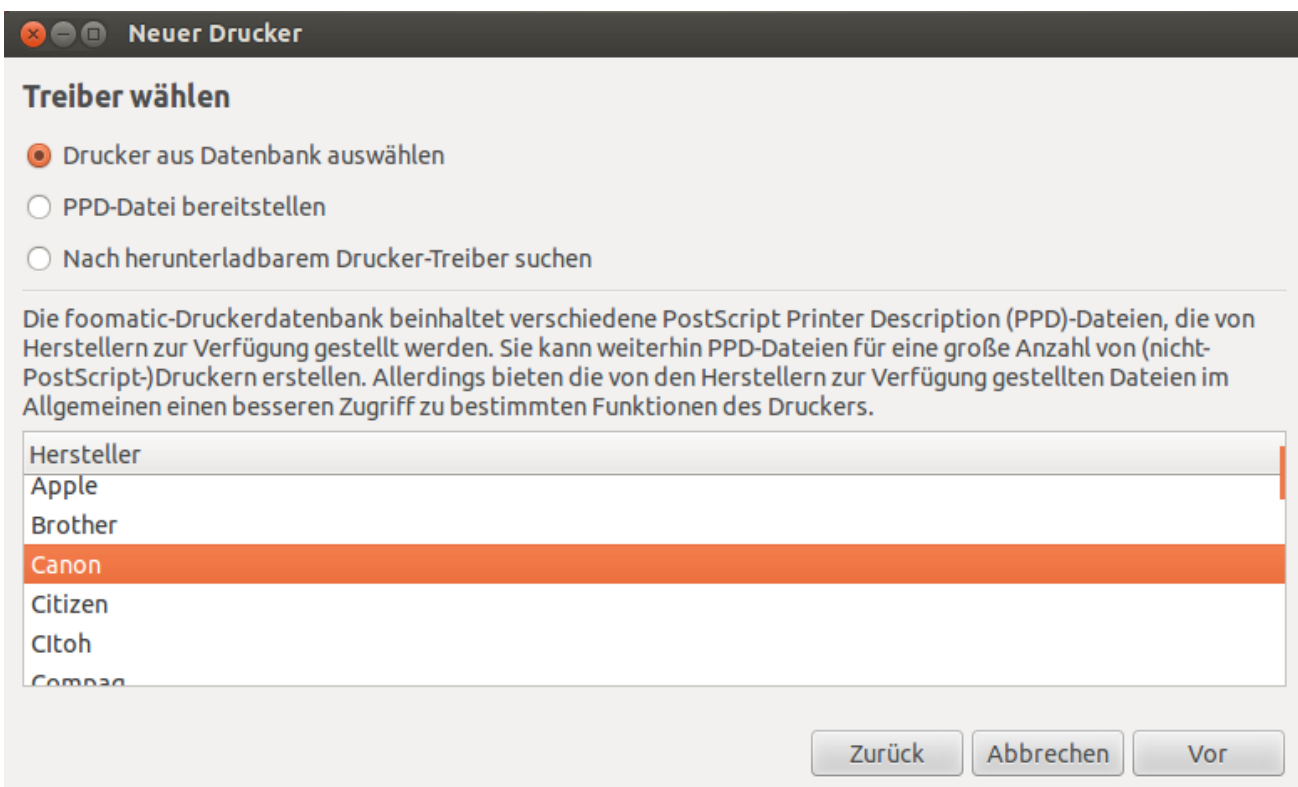 Neuer Drucker
Treiber wählen
Drucker aus Datenbank auswählen
PPD-Datei bereitstellen
Nach herunterladbarem Drucker-Treiber suchen
Die foomatic-Druckerdatenbank beinhaltet verschiedene PostScript Printer Description (PPD)-Dateien, die von
Herstellern zur Verfügung gestellt werden. Sie kann weiterhin PPD-Dateien für eine große Anzahl von (nicht-
PostScript-)Druckern erstellen. Allerdings bieten die von den Herstellern zur Verfügung gestellten Dateien im
Allgemeinen einen besseren Zugriff zu bestimmten Funktionen des Druckers.
Hersteller
Apple
Brother
Canon
Citizen
CItoh
Compaq
Zurück Abbrechen Vor